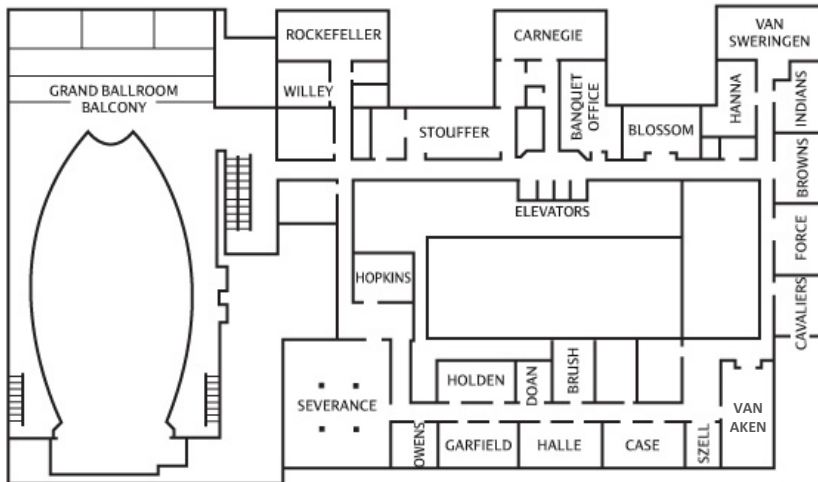 ROCKEFELLER
CARNEGIE
VAN
SWERINGEN
GRAND BALLROOM
BALCONY
WILLEY
STOUFFER
BANQUET
OFFICE
BLOSSOM
HANNA
INDIANS
BROWNS
ELEVATORS
FORCE
HOPKINS
CAVALIERS
HOLDEN
DOAN
BRUSH
SEVERANCE
VAN
AKEN
OWENS
GARFIELD
HALLE
CASE
SZELL